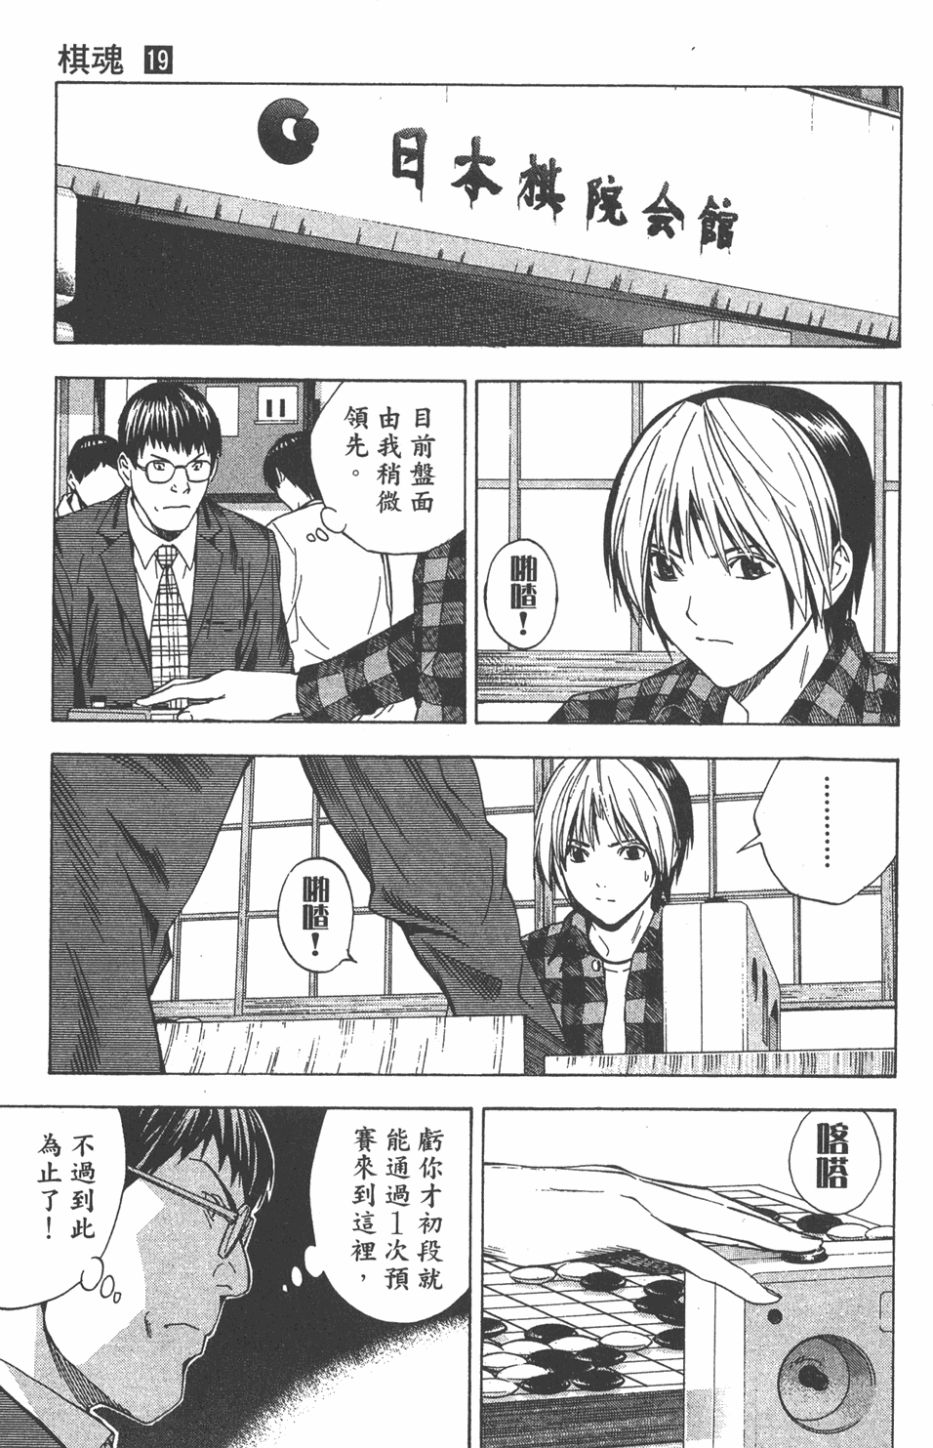 棋魂 19
日本棋院会館
啪喳！
目前盤面
由我稍微
領先。
…………
啪喳！
喀嗒
虧你才初段就
能通過1次預
賽來到這裡，
不過到此
為止了！